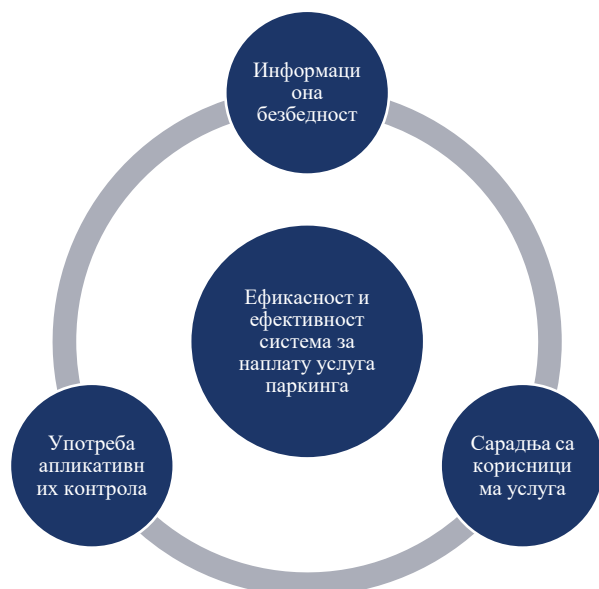 Информаци
она
безбедност
Ефикасност и
ефективност
система за
наплату услуга
паркинга
Употреба
апликативн
их контрола
Сарадња са
корисници
ма услуга